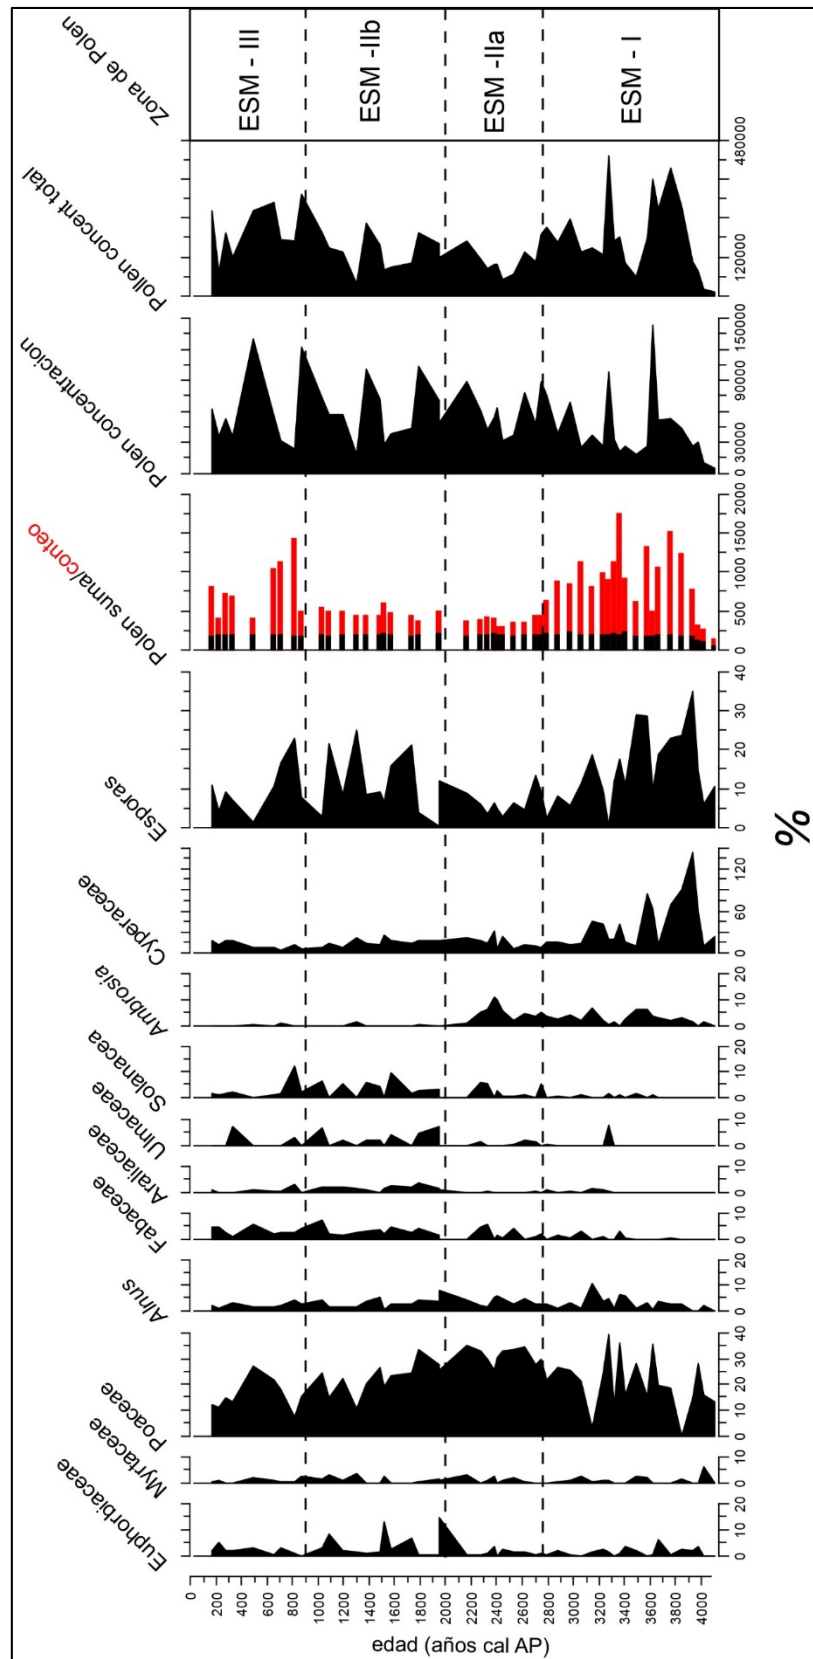 Euphorbiaceae
Myrtaceae
Poaceae
Alnus
Fabaceae
Araliaceae
Ulmaceae
Solanacea
Ambrosia
Cyperaceae
Esporas
Polen suma/conteo
Polen concentracion
Pollen concent total
Zona de Polen
ESM - III
ESM -IIb
ESM -IIa
ESM - I
edad (años cal AP)
0
200
400
600
800
1000
1200
1400
1600
1800
2000
2200
2400
2600
2800
3000
3200
3400
3600
3800
4000
0 10 20
0 10
0 10 20 30 40
0 10 20
0 10
0 10
0 10
0 10 20
0 10 20
0 60 120
0 10 20 30 40
0 500 1000 1500 2000
0 30000 90000 150000
120000 480000
%